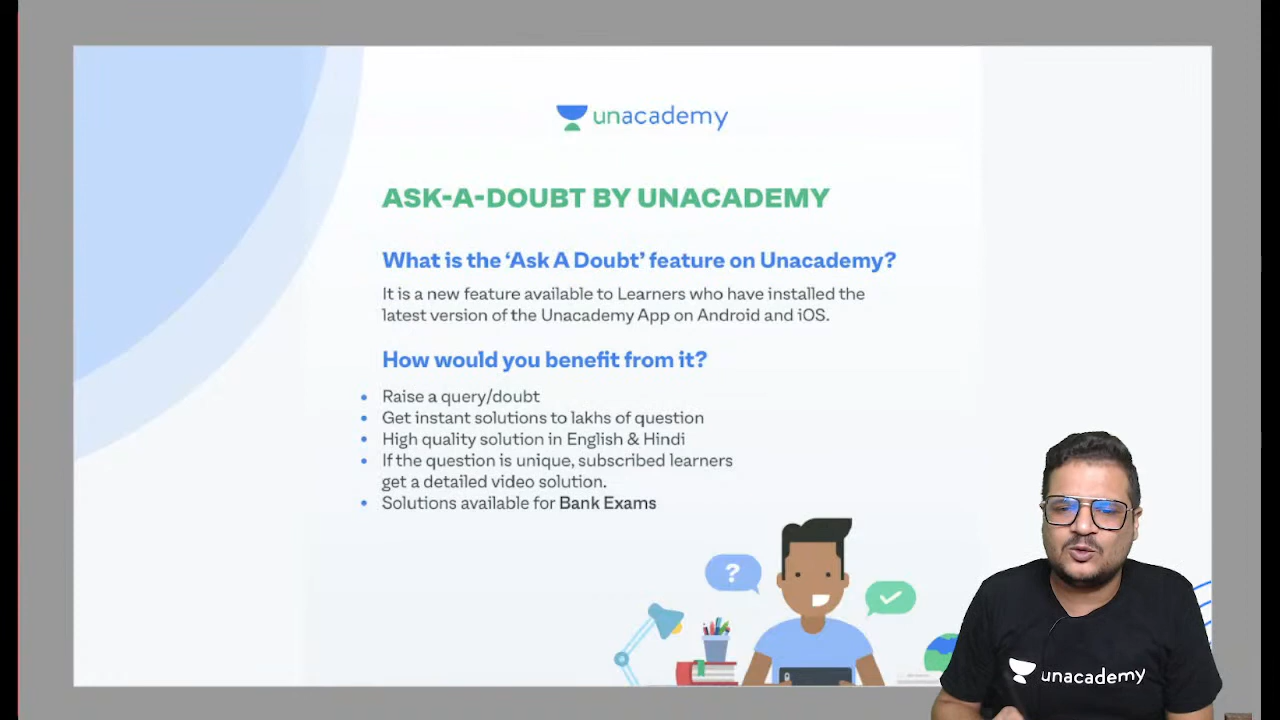 unacademy
ASK-A-DOUBT BY UNACADEMY
What is the ‘Ask A Doubt’ feature on Unacademy?
It is a new feature available to Learners who have installed the
latest version of the Unacademy App on Android and iOS.
How would you benefit from it?
• Raise a query/doubt
• Get instant solutions to lakhs of question
• High quality solution in English & Hindi
• If the question is unique, subscribed learners
get a detailed video solution.
• Solutions available for Bank Exams
?
unacademy